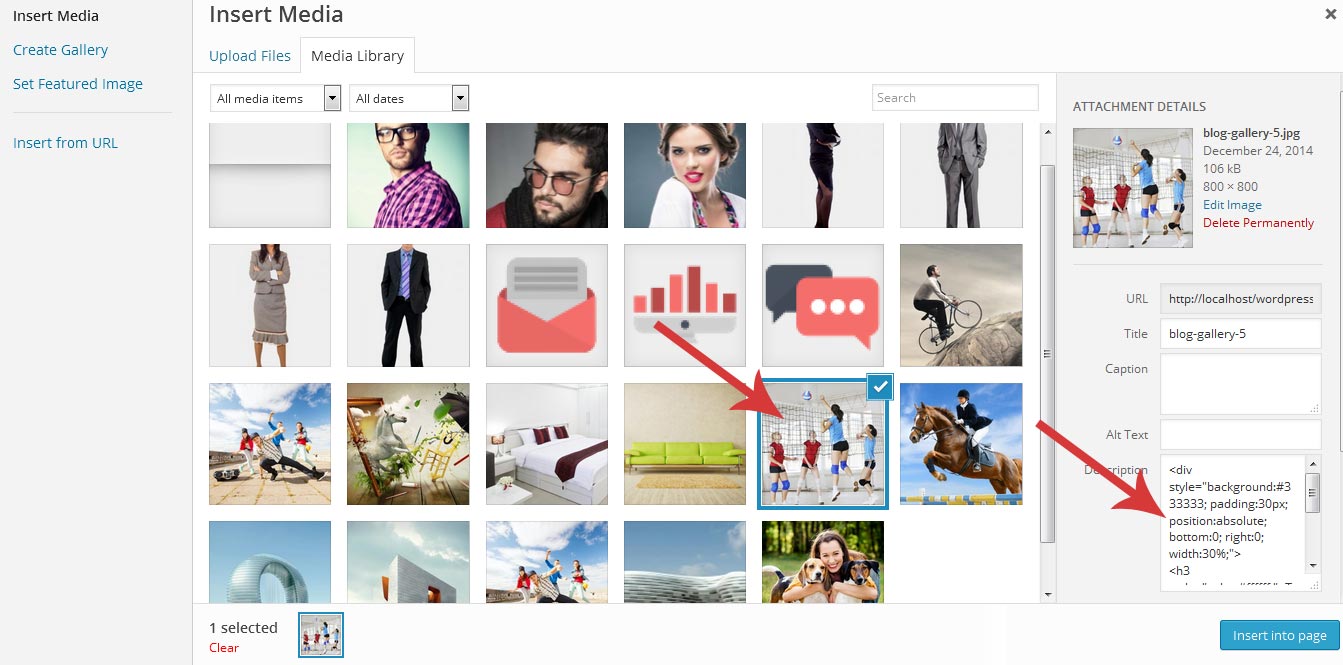 Insert Media
Create Gallery
Set Featured Image
Insert from URL
Insert Media
Upload Files
Media Library
All media items
All dates
Search
1 selected
Clear
ATTACHMENT DETAILS
blog-gallery-5.jpg
December 24, 2014
106 kB
800 × 800
Edit Image
Delete Permanently
URL
http://localhost/wordpress
Title
blog-gallery-5
Caption
Alt Text
Description
<div
style="background:#3
33333; padding:30px;
position:absolute;
bottom:0; right:0;
width:30%;">
<h3
Insert into page